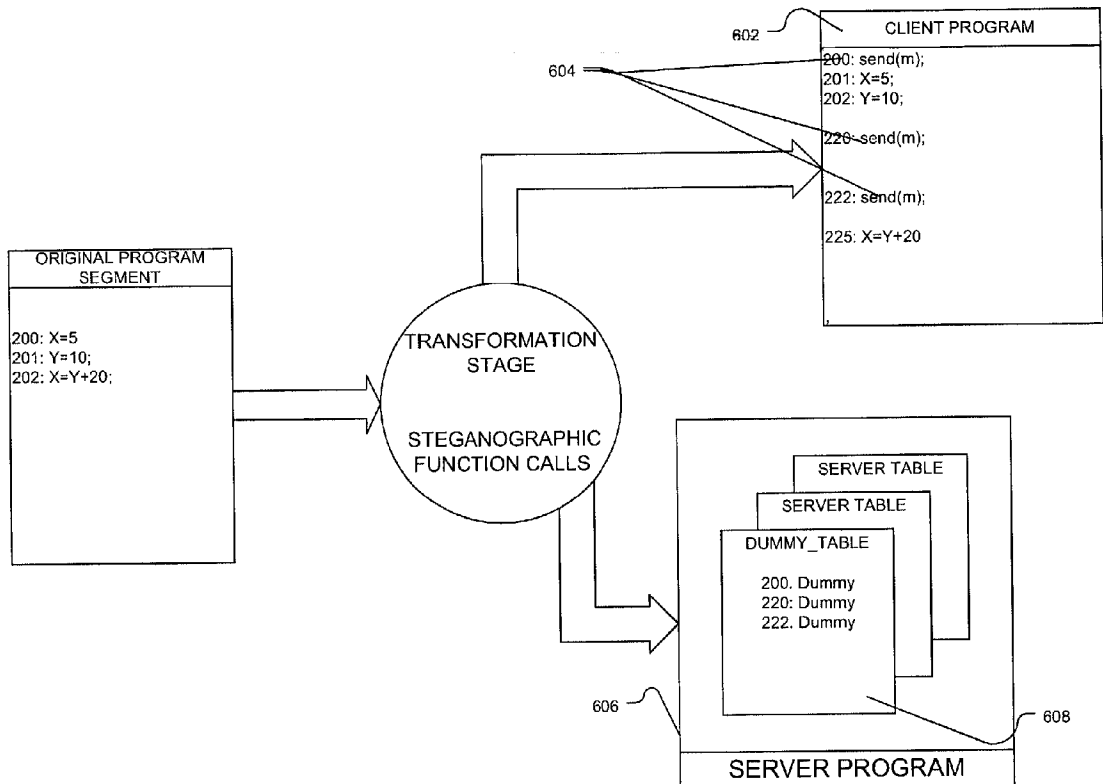 602
CLIENT PROGRAM
200: send(m);
201: X=5;
202: Y=10;
220: send(m);
222: send(m);
225: X=Y+20
604
ORIGINAL PROGRAM
SEGMENT
200: X=5
201: Y=10;
202: X=Y+20;
TRANSFORMATION
STAGE
STEGANOGRAPHIC
FUNCTION CALLS
SERVER TABLE
SERVER TABLE
DUMMY_TABLE
200. Dummy
220: Dummy
222. Dummy
606
608
SERVER PROGRAM